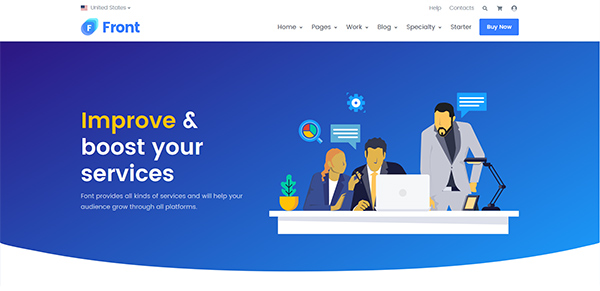 United States
Help Contacts
F Front
Home Pages Work Blog Specialty Starter Buy Now
Improve &
boost your
services
Font provides all kinds of services and will help your
audience grow through all platforms.